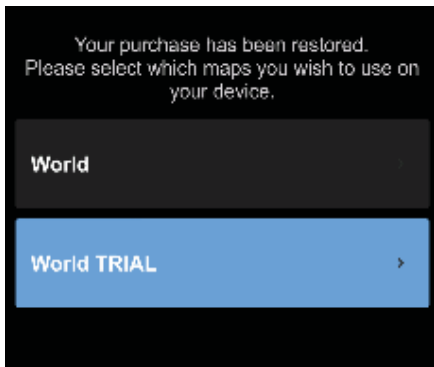 Your purchase has been restored.
Please select which maps you wish to use on
your device.
World
World TRIAL